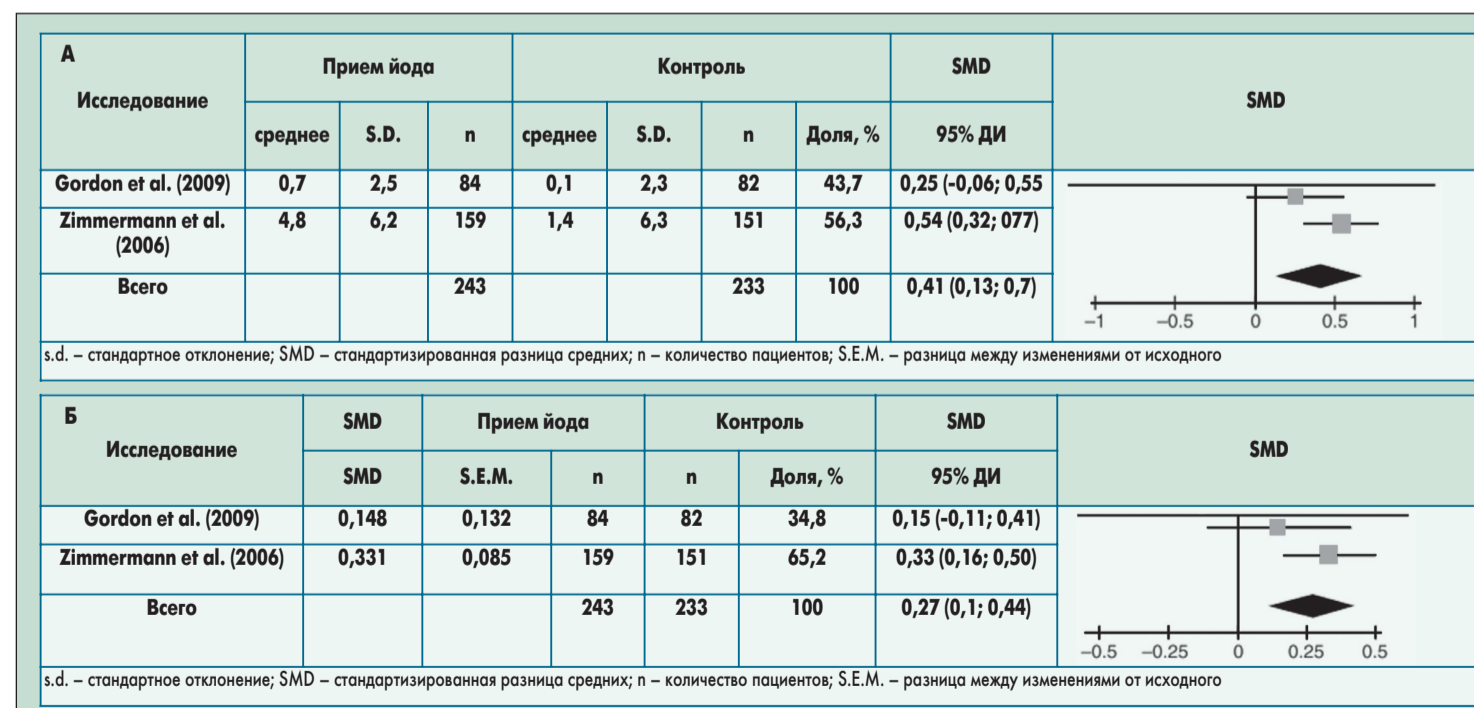 А
Исследование
Прием йода
Контроль
SMD
SMD
среднее S.D. n среднее S.D. n Доля, % 95% ДИ
Gordon et al. (2009) 0,7 2,5 84 0,1 2,3 82 43,7 0,25 (-0,06; 0,55
Zimmermann et al. 4,8 6,2 159 1,4 6,3 151 56,3 0,54 (0,32; 077)
(2006)
Всего 243 233 100 0,41 (0,13; 0,7)
−1 −0.5 0 0.5 1
s.d. – стандартное отклонение; SMD – стандартизированная разница средних; n – количество пациентов; S.E.M. – разница между изменениями от исходного
Б
Исследование
SMD Прием йода Контроль SMD
SMD
SMD S.E.M. n n Доля, % 95% ДИ
Gordon et al. (2009) 0,148 0,132 84 82 34,8 0,15 (-0,11; 0,41)
Zimmermann et al. (2006) 0,331 0,085 159 151 65,2 0,33 (0,16; 0,50)
Всего 243 233 100 0,27 (0,1; 0,44)
−0.5 −0.25 0 0.25 0.5
s.d. – стандартное отклонение; SMD – стандартизированная разница средних; n – количество пациентов; S.E.M. – разница между изменениями от исходного